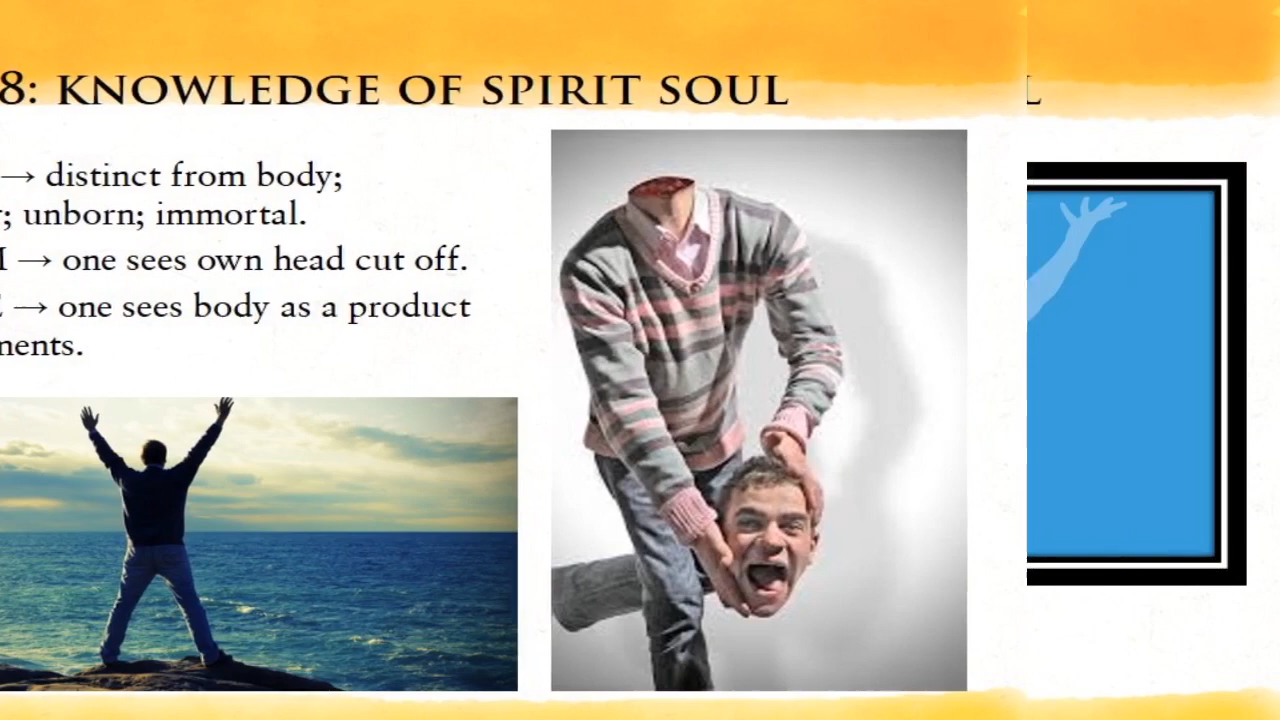 8: KNOWLEDGE OF SPIRIT SOUL
→ distinct from body;
; unborn; immortal.
→ one sees own head cut off.
→ one sees body as a product
nents.
L